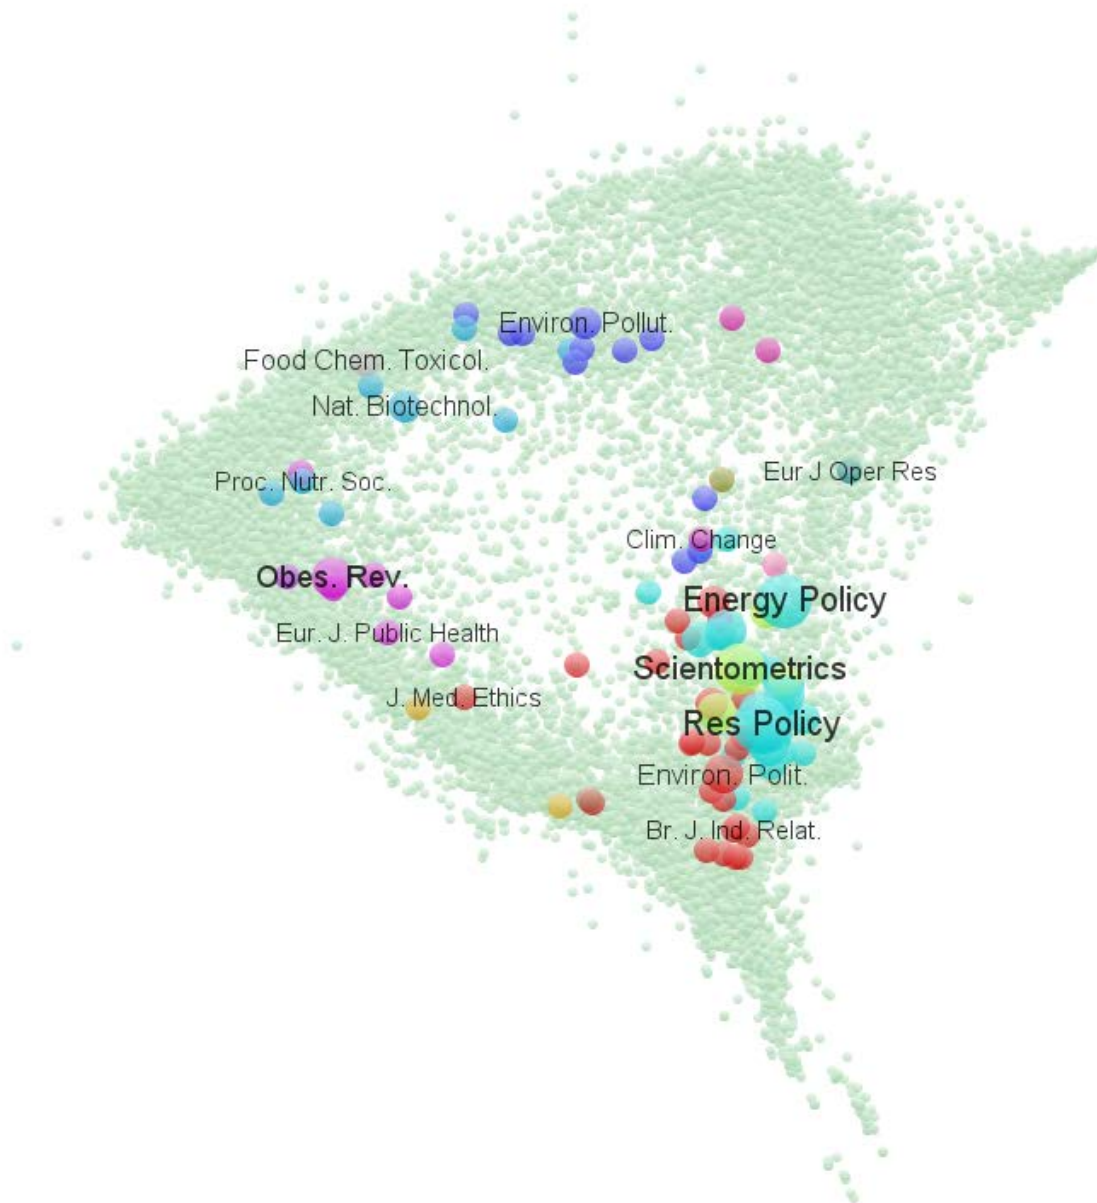 Environ. Pollut.
Food Chem. Toxicol.
Nat. Biotechnol.
Eur J Oper Res
Proc. Nutr. Soc.
Clim. Change
Obes. Rev.
Energy Policy
Eur. J. Public Health
Scientometrics
J. Med. Ethics
Res Policy
Environ. Polit.
Br. J. Ind. Relat.